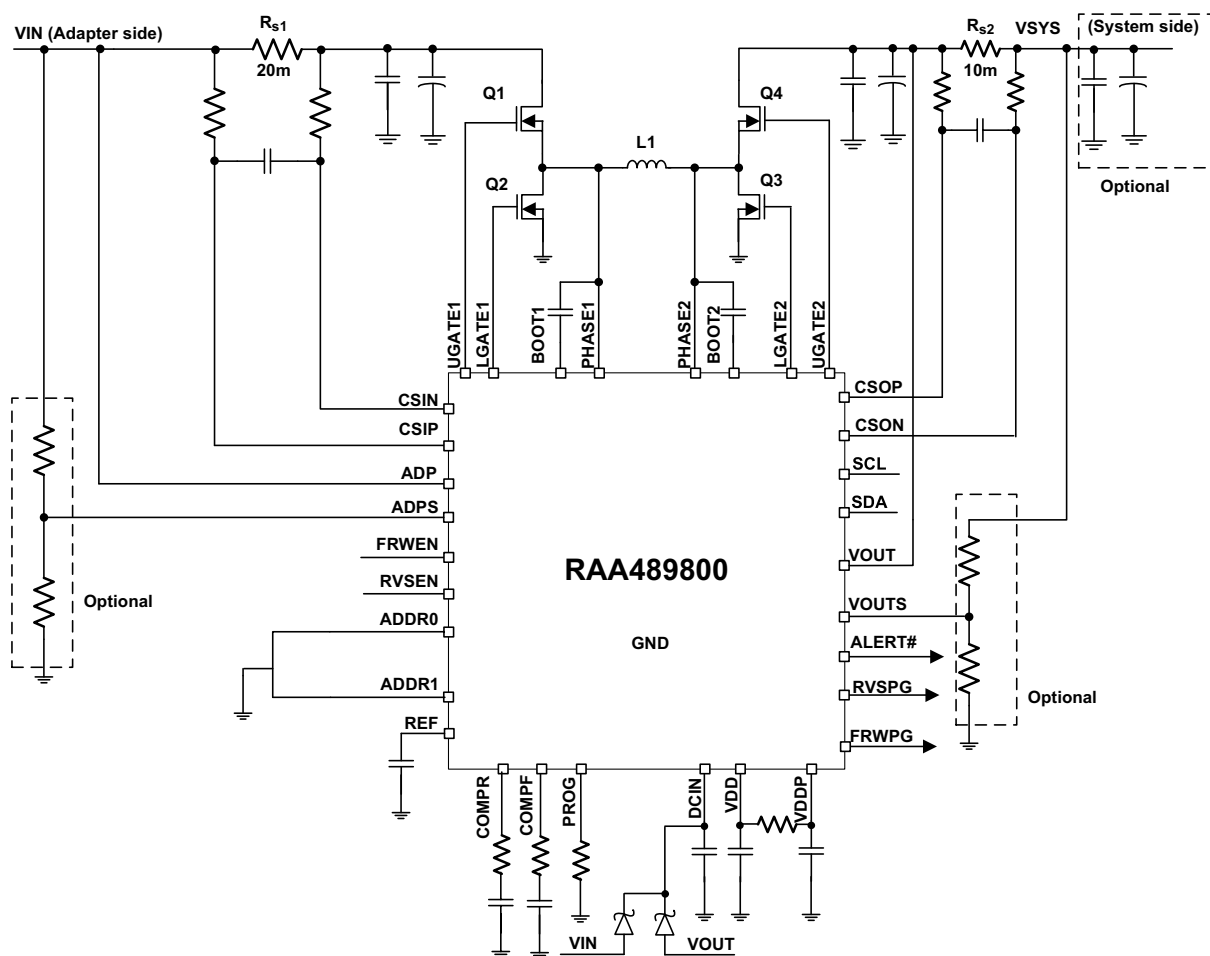 VIN (Adapter side)
Rs1
20m
Rs2
10m
VSYS
(System side)
Optional
Q1
Q2
L1
Q4
Q3
UGATE1
LGATE1
BOOT1
PHASE1
PHASE2
BOOT2
LGATE2
UGATE2
CSIN
CSIP
ADP
ADPS
FRWEN
RVSEN
ADDR0
ADDR1
REF
Optional
RAA489800
GND
CSOP
CSON
SCL
SDA
VOUT
VOUTS
ALERT#
RVSPG
FRWPG
Optional
COMPR
COMPF
PROG
DCIN
VDD
VDDP
VIN
VOUT